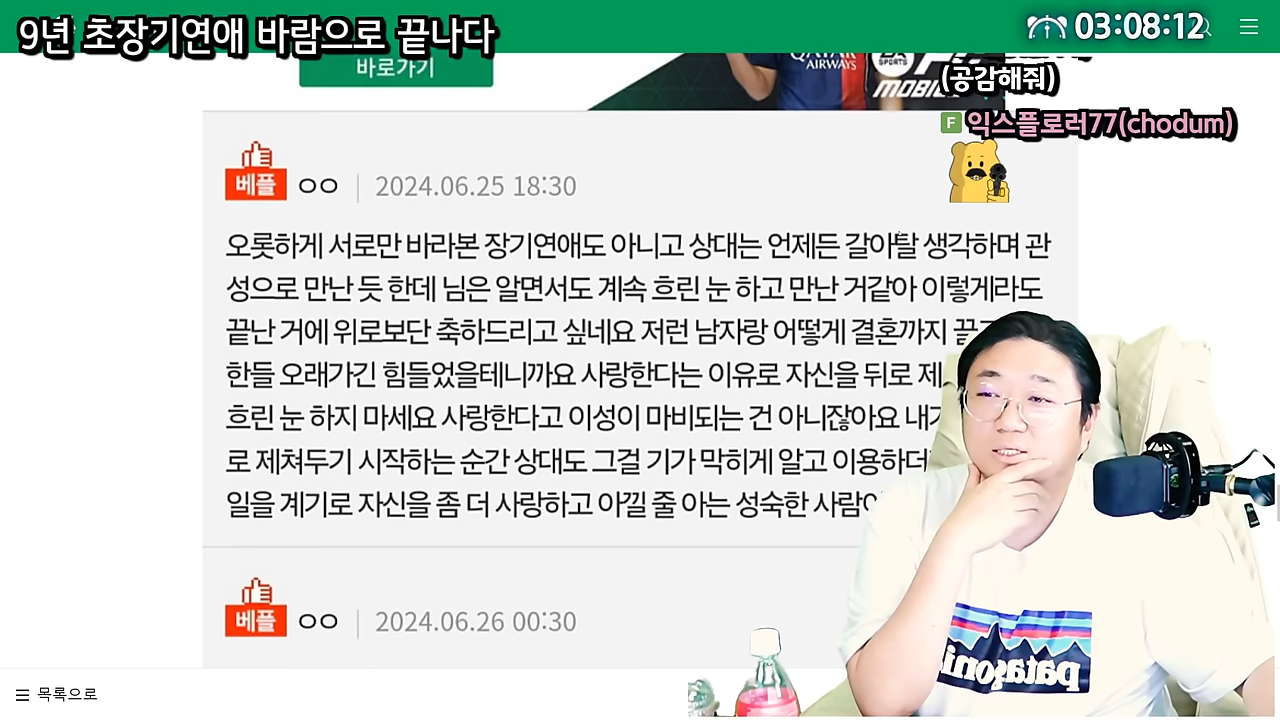 9년 초장기연애 바람으로 끝나다
03:08:12
바로가기
QATAR
AIRWAYS
SPORTS
MOBILE
(공감해줘)
F 익스플로러77(chodum)
베플 ㅇㅇ 2024.06.25 18:30
오롯하게 서로만 바라본 장기연애도 아니고 상대는 언제든 갈아탈 생각하며 관
성으로 만난 듯 한데 님은 알면서도 계속 흐린 눈 하고 만난 거같아 이렇게라도
끝난 거에 위로보단 축하드리고 싶네요 저런 남자랑 어떻게 결혼까지
한들 오래가긴 힘들었을테니까요 사랑한다는 이유로 자신을 뒤로 제
흐린 눈 하지 마세요 사랑한다고 이성이 마비되는 건 아니잖아요
로 제쳐두기 시작하는 순간 상대도 그걸 기가 막히게 알고 이용하더
일을 계기로 자신을 좀 더 사랑하고 아낄 줄 아는 성숙한
베플 ㅇㅇ 2024.06.26 00:30
patagoni
목록으로